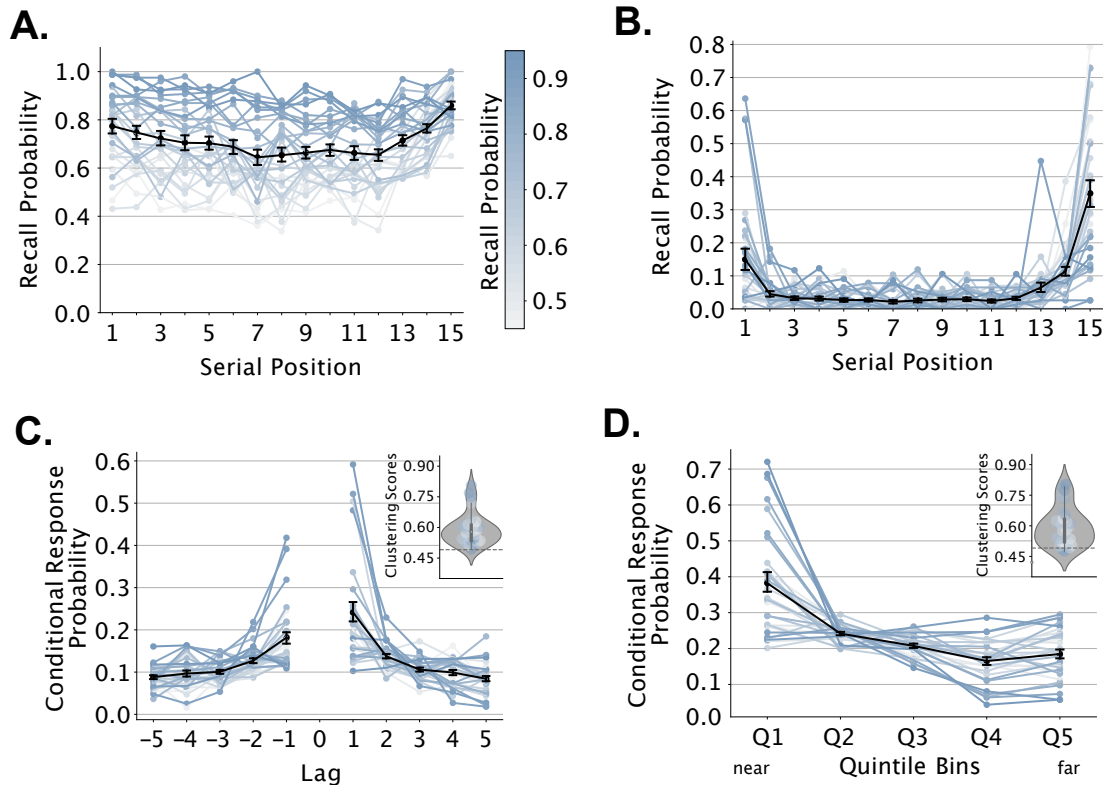 A.
Recall Probability
1.0
0.8
0.6
0.4
0.2
0.0
1 3 5 7 9 11 13 15
Serial Position
Recall Probability
0.9
0.8
0.7
0.6
0.5
B.
Recall Probability
0.8
0.7
0.6
0.5
0.4
0.3
0.2
0.1
0.0
1 3 5 7 9 11 13 15
Serial Position
C.
Conditional Response
Probability
0.6
0.5
0.4
0.3
0.2
0.1
0.0
−5 −4 −3 −2 −1 0 1 2 3 4 5
Lag
Clustering Scores
0.90
0.75
0.60
0.45
D.
Conditional Response
Probability
0.7
0.6
0.5
0.4
0.3
0.2
0.1
0.0
Q1 Q2 Q3 Q4 Q5
near Quintile Bins far
Clustering Scores
0.90
0.75
0.60
0.45